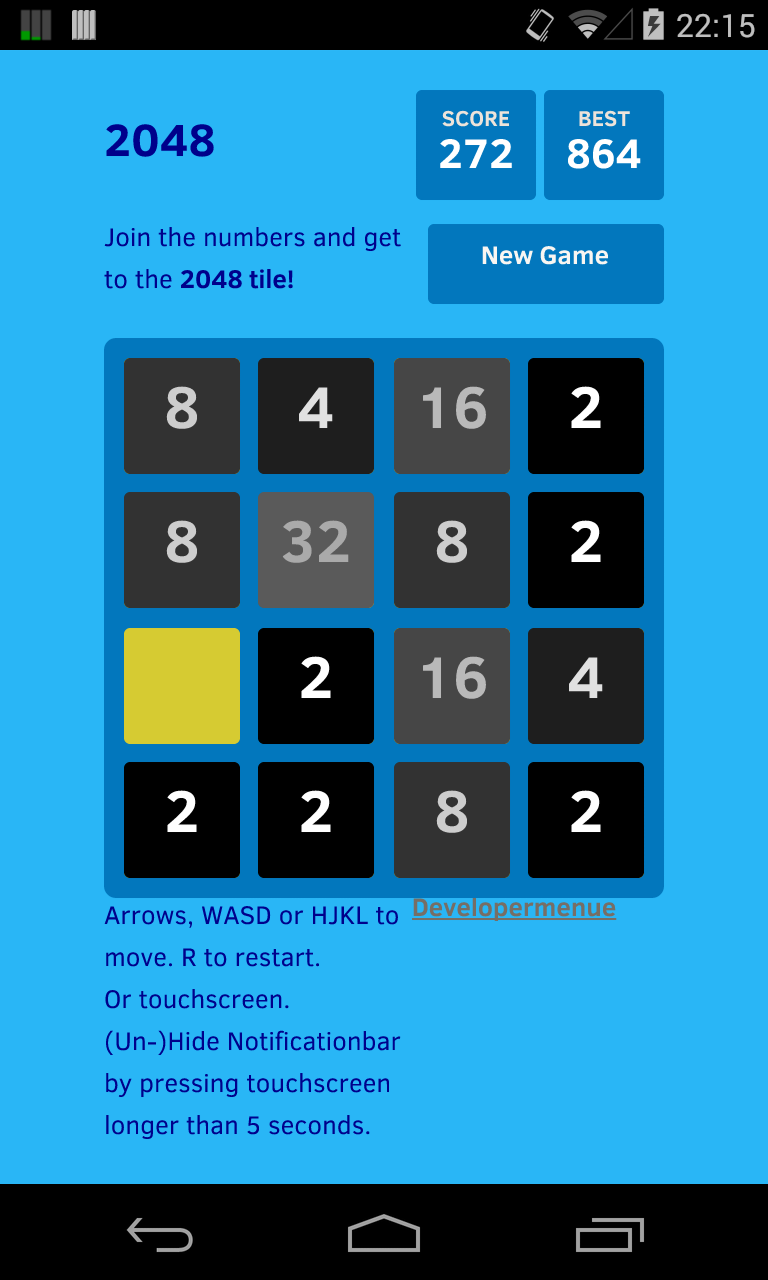 22:15
2048
SCORE
272
BEST
864
Join the numbers and get
to the 2048 tile!
New Game
8 4 16 2
8 32 8 2
2 16 4
2 2 8 2
Arrows, WASD or HJKL to
move. R to restart.
Or touchscreen.
(Un-)Hide Notificationbar
by pressing touchscreen
longer than 5 seconds.
Developermenue